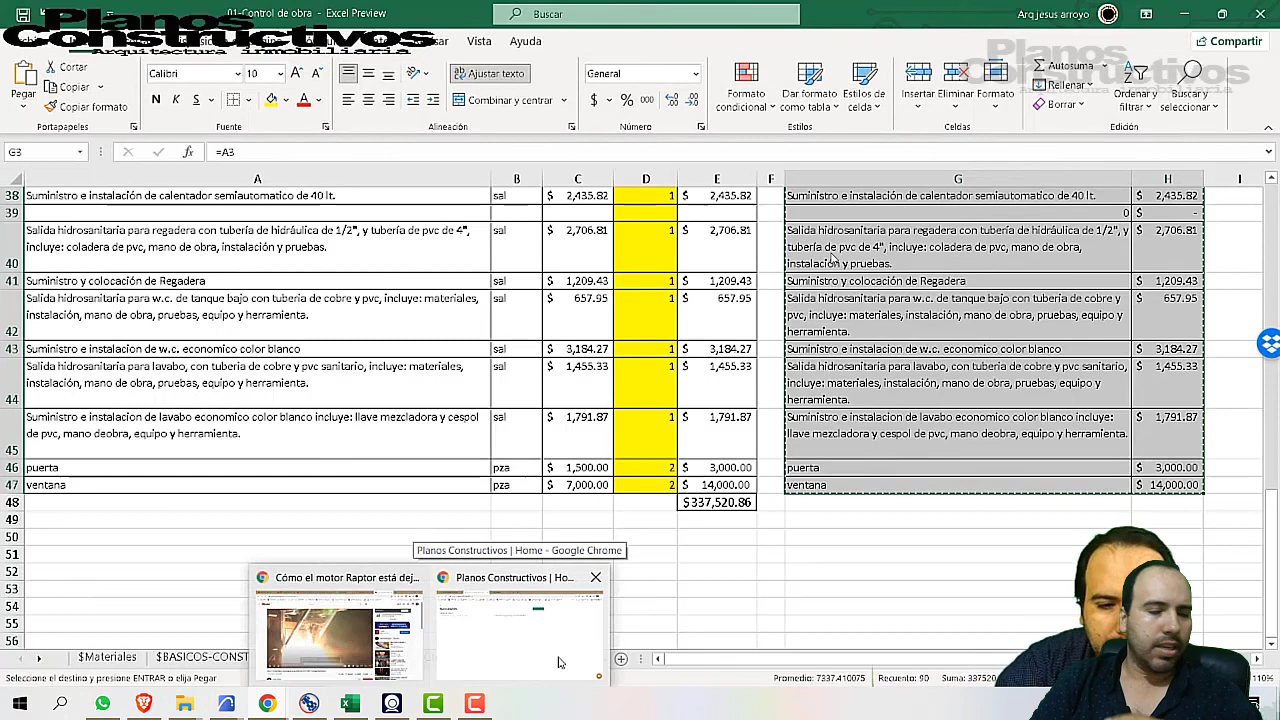 01-Control de obra - Excel Preview
Buscar
Arq jesus arroyo
Planos
Constructivos
Arquitectura inmobiliaria
Vista
Ayuda
Compartir
Planos
Constructivos
Pegar
Cortar
Copiar
Copiar formato
Portapapeles
Calibri
10
N K S
Fuente
Ajustar texto
Combinar y centrar
Alineación
General
$ % 000
Número
Formato condicional
Dar formato como tabla
Estilos de celda
Estilos
Insertar
Eliminar
Formato
Celdas
Autosuma
Rellenar
Borrar
Ordenar y filtrar
Buscar y seleccionar
Edición
G3
fx
=A3
A B C D E F G H I
38 Suministro e instalación de calentador semiautomatico de 40 lt. sal $ 2,435.82 1 $ 2,435.82 Suministro e instalación de calentador semiautomatico de 40 lt. $ 2,435.82
39 0 $ -
40 Salida hidrosanitaria para regadera con tubería de hidráulica de 1/2", y tubería de pvc de 4", incluye: coladera de pvc, mano de obra, instalación y pruebas. sal $ 2,706.81 1 $ 2,706.81 Salida hidrosanitaria para regadera con tubería de hidráulica de 1/2", y tubería de pvc de 4", incluye: coladera de pvc, mano de obra, instalación y pruebas. $ 2,706.81
41 Suministro y colocación de Regadera sal $ 1,209.43 1 $ 1,209.43 Suministro y colocación de Regadera $ 1,209.43
42 Salida hidrosanitaria para w.c. de tanque bajo con tuberia de cobre y pvc, incluye: materiales, instalación, mano de obra, pruebas, equipo y herramienta. sal $ 657.95 1 $ 657.95 Salida hidrosanitaria para w.c. de tanque bajo con tuberia de cobre y pvc, incluye: materiales, instalación, mano de obra, pruebas, equipo y herramienta. $ 657.95
43 Suministro e instalacion de w.c. economico color blanco sal $ 3,184.27 1 $ 3,184.27 Suministro e instalacion de w.c. economico color blanco $ 3,184.27
44 Salida hidrosanitaria para lavabo, con tubería de cobre y pvc sanitario, incluye: materiales, instalación, mano de obra, pruebas, equipo y herramienta. sal $ 1,455.33 1 $ 1,455.33 Salida hidrosanitaria para lavabo, con tubería de cobre y pvc sanitario, incluye: materiales, instalación, mano de obra, pruebas, equipo y herramienta. $ 1,455.33
45 Suministro e instalacion de lavabo economico color blanco incluye: llave mezcladora y cespol de pvc, mano deobra, equipo y herramienta. sal $ 1,791.87 1 $ 1,791.87 Suministro e instalacion de lavabo economico color blanco incluye: llave mezcladora y cespol de pvc, mano deobra, equipo y herramienta. $ 1,791.87
46 puerta pza $ 1,500.00 2 $ 3,000.00 puerta $ 3,000.00
47 ventana pza $ 7,000.00 2 $ 14,000.00 ventana $ 14,000.00
48 $337,520.86
49
50
51
52
53
54
55
56
Planos Constructivos | Home - Google Chrome
Cómo el motor Raptor está dej...
Planos Constructivos | Ho...
$Materiales
$BASICOS-CONST
Seleccione el destino y presione ENTRAR o elija Pegar
Promedio: 7337.410075
Recuento: 90
Suma: 337520
110%